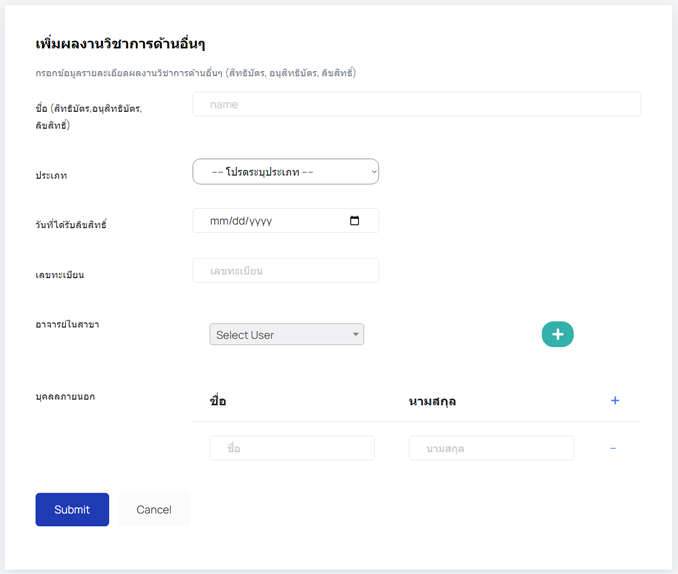 เพิ่มผลงานวิชาการด้านอื่นๆ
กรอกข้อมูลรายละเอียดผลงานวิชาการด้านอื่นๆ (สิทธิบัตร, อนุสิทธิบัตร, ลิขสิทธิ์)
ชื่อ (สิทธิบัตร,อนุสิทธิบัตร,
ลิขสิทธิ์)
name
ประเภท
-- โปรดระบุประเภท --
วันที่ได้รับลิขสิทธิ์
mm/dd/yyyy
เลขทะเบียน
เลขทะเบียน
อาจารย์ในสาขา
Select User
+
บุคลลภายนอก
ชื่อ นามสกุล +
ชื่อ นามสกุล −
Submit Cancel